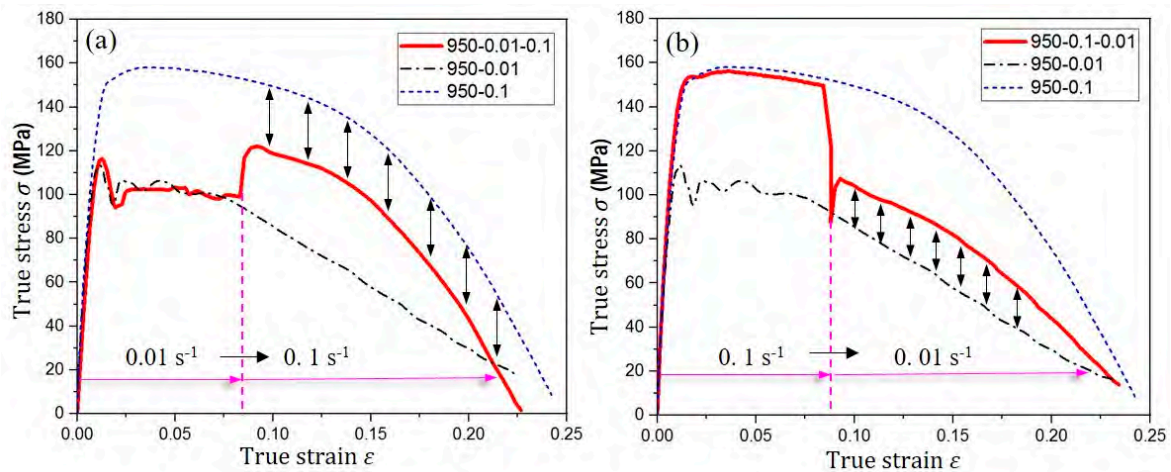 (a)
950-0.01-0.1
950-0.01
950-0.1
True stress σ (MPa)
180
160
140
120
100
80
60
40
20
0
0.01 s⁻¹ → 0.1 s⁻¹
0.00 0.05 0.10 0.15 0.20 0.25
True strain ε
(b)
950-0.1-0.01
950-0.01
950-0.1
True stress σ (MPa)
180
160
140
120
100
80
60
40
20
0
0.1 s⁻¹ → 0.01 s⁻¹
0.00 0.05 0.10 0.15 0.20 0.25
True strain ε